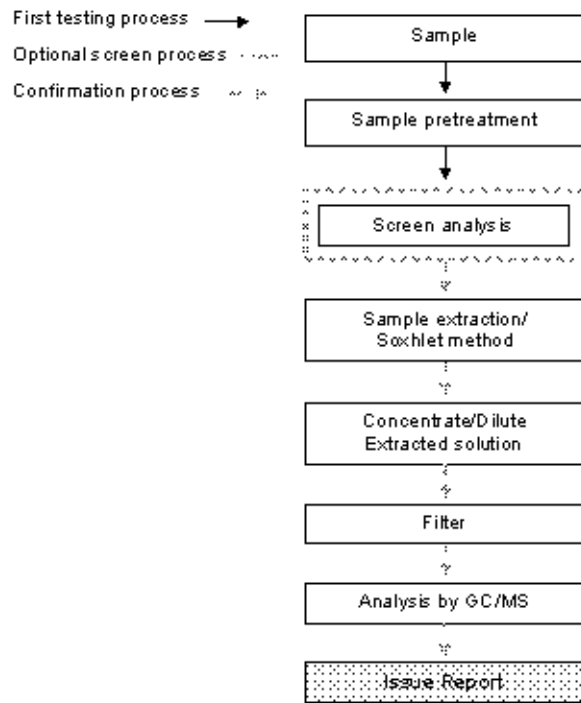 First testing process
Optional screen process
Confirmation process
Sample
Sample pretreatment
Screen analysis
Sample extraction/
Soxhlet method
Concentrate/Dilute
Extracted solution
Filter
Analysis by GC/MS
Issue Report